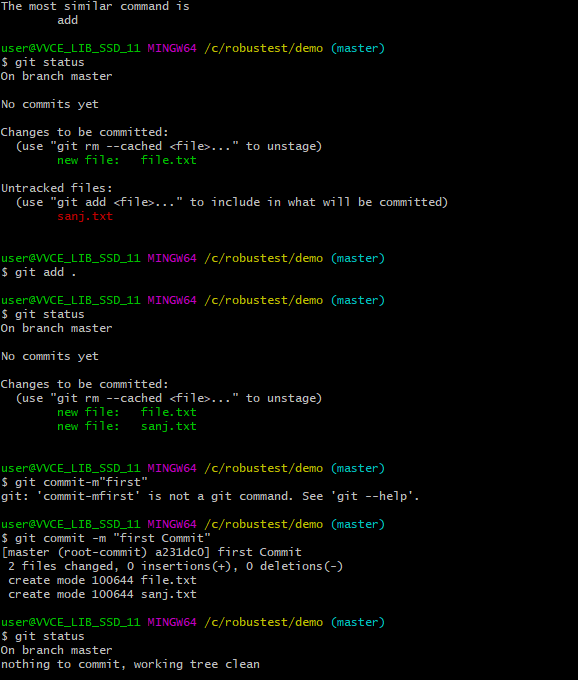 The most similar command is
        add

user@VVCE_LIB_SSD_11 MINGW64 /c/robustest/demo (master)
$ git status
On branch master

No commits yet

Changes to be committed:
  (use "git rm --cached <file>..." to unstage)
        new file:   file.txt

Untracked files:
  (use "git add <file>..." to include in what will be committed)
        sanj.txt


user@VVCE_LIB_SSD_11 MINGW64 /c/robustest/demo (master)
$ git add .

user@VVCE_LIB_SSD_11 MINGW64 /c/robustest/demo (master)
$ git status
On branch master

No commits yet

Changes to be committed:
  (use "git rm --cached <file>..." to unstage)
        new file:   file.txt
        new file:   sanj.txt


user@VVCE_LIB_SSD_11 MINGW64 /c/robustest/demo (master)
$ git commit-m"first"
git: 'commit-mfirst' is not a git command. See 'git --help'.

user@VVCE_LIB_SSD_11 MINGW64 /c/robustest/demo (master)
$ git commit -m "first Commit"
[master (root-commit) a231dc0] first Commit
 2 files changed, 0 insertions(+), 0 deletions(-)
 create mode 100644 file.txt
 create mode 100644 sanj.txt

user@VVCE_LIB_SSD_11 MINGW64 /c/robustest/demo (master)
$ git status
On branch master
nothing to commit, working tree clean